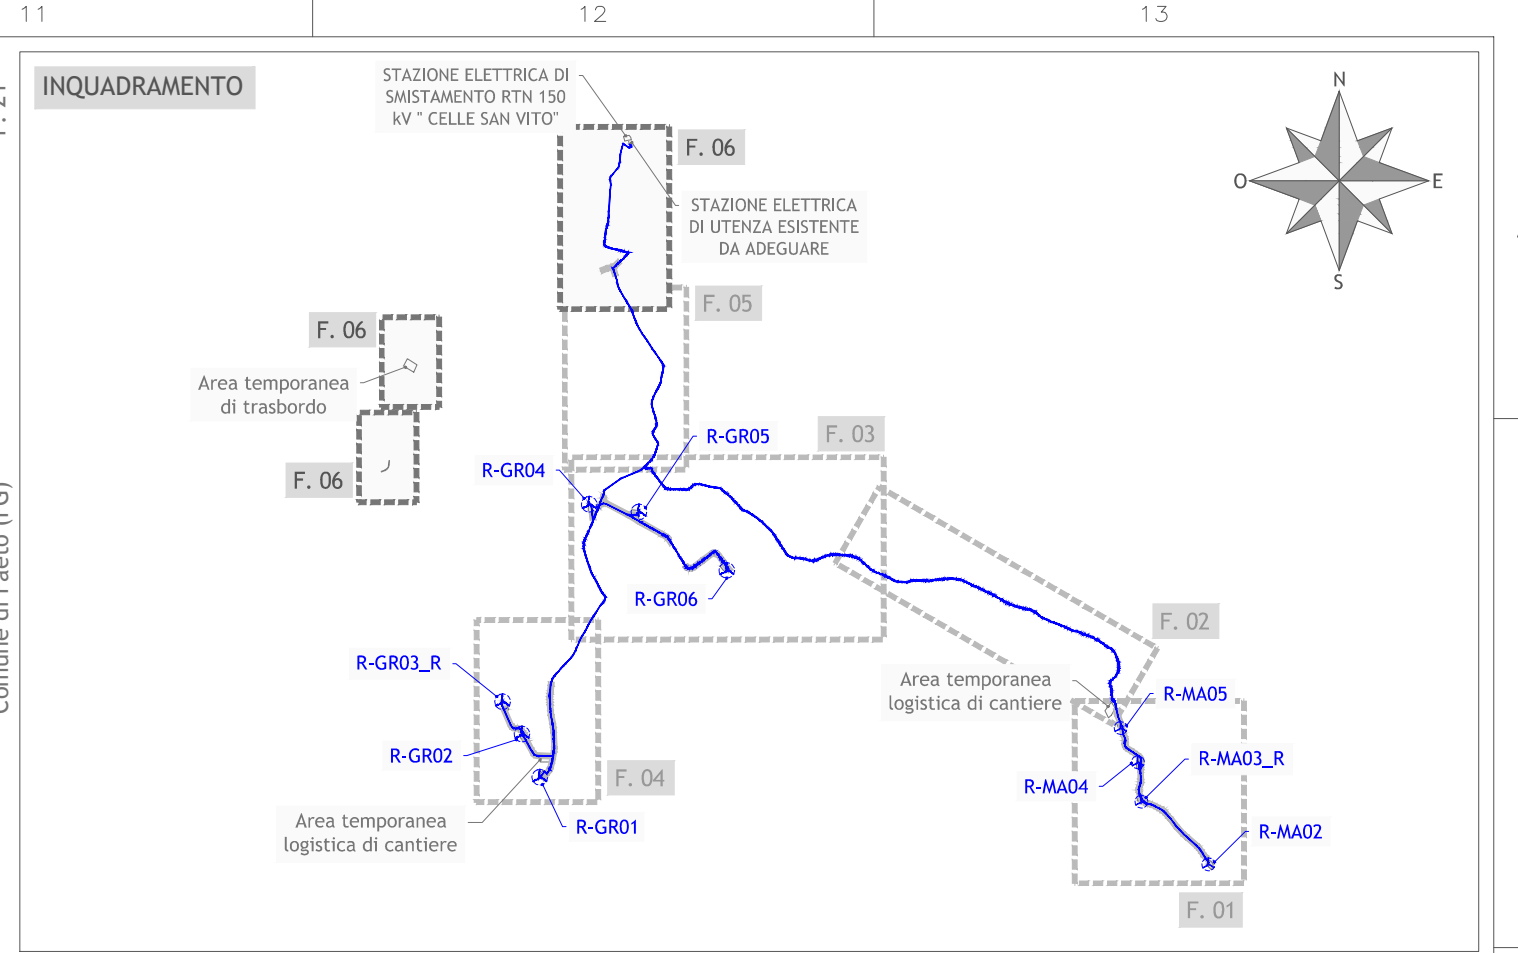 11
12
13
INQUADRAMENTO
STAZIONE ELETTRICA DI
SMISTAMENTO RTN 150
kV " CELLE SAN VITO"
F. 06
STAZIONE ELETTRICA
DI UTENZA ESISTENTE
DA ADEGUARE
N
O
E
S
F. 05
F. 06
Area temporanea
di trasbordo
F. 06
F. 03
R-GR05
R-GR04
R-GR06
F. 02
R-GR03_R
Area temporanea
logistica di cantiere
R-MA05
R-GR02
R-MA04
R-MA03_R
F. 04
Area temporanea
logistica di cantiere
R-GR01
R-MA02
F. 01